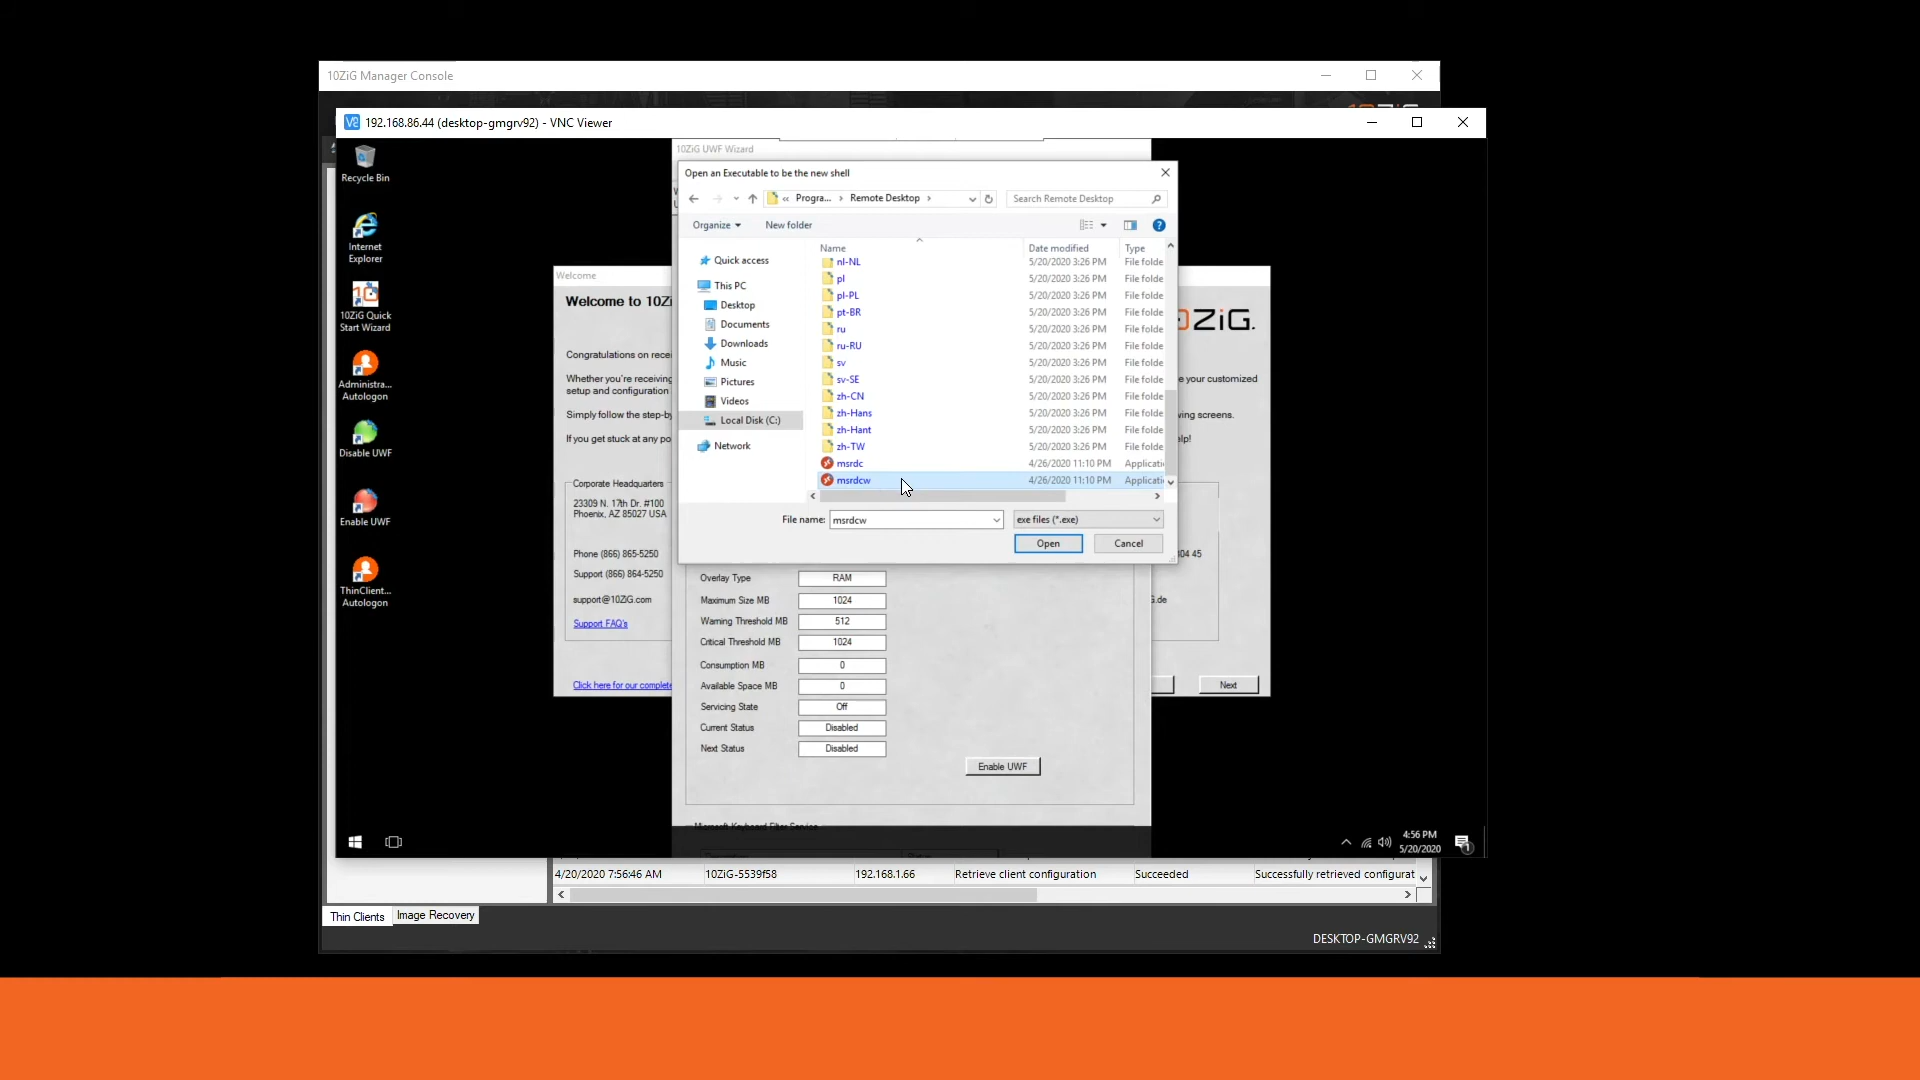 10ZiG Manager Console
192.168.86.44 (desktop-gmgrv92) - VNC Viewer
Recycle Bin
Internet
Explorer
10ZiG Quick
Start Wizard
Administra...
Autologon
Disable UWF
Enable UWF
ThinClient...
Autologon
10ZiG UWF Wizard
Open an Executable to be the new shell
« Progra... › Remote Desktop ›
Search Remote Desktop
Organize
New folder
Quick access
This PC
Desktop
Documents
Downloads
Music
Pictures
Videos
Local Disk (C:)
Network
Name Date modified Type
nl-NL 5/20/2020 3:26 PM File folde
pl 5/20/2020 3:26 PM File folde
pl-PL 5/20/2020 3:26 PM File folde
pt-BR 5/20/2020 3:26 PM File folde
ru 5/20/2020 3:26 PM File folde
ru-RU 5/20/2020 3:26 PM File folde
sv 5/20/2020 3:26 PM File folde
sv-SE 5/20/2020 3:26 PM File folde
zh-CN 5/20/2020 3:26 PM File folde
zh-Hans 5/20/2020 3:26 PM File folde
zh-Hant 5/20/2020 3:26 PM File folde
zh-TW 5/20/2020 3:26 PM File folde
msrdc 4/26/2020 11:10 PM Applicati
msrdcw 4/26/2020 11:10 PM Applicati
File name: msrdcw exe files (*.exe)
Open Cancel
Welcome
Welcome to 10Zi
ZiG.
Congratulations on rece
Whether you're receiving
e your customized
setup and configuration
Simply follow the step-by
wing screens.
If you get stuck at any po
elp!
Corporate Headquarters
23309 N. 17th Dr. #100
Phoenix, AZ 85027 USA
Phone (866) 865-5250
04 45
Support (866) 864-5250
support@10ZiG.com
G.de
Support FAQ's
Click here for our complete
Next
Overlay Type RAM
Maximum Size MB 1024
Warning Threshold MB 512
Critical Threshold MB 1024
Consumption MB 0
Available Space MB 0
Servicing State Off
Current Status Disabled
Next Status Disabled
Enable UWF
Microsoft Keyboard Filter Service
4:56 PM
5/20/2020
1
4/20/2020 7:56:46 AM 10ZiG-5539f58 192.168.1.66 Retrieve client configuration Succeeded Successfully retrieved configurat
Thin Clients Image Recovery
DESKTOP-GMGRV92